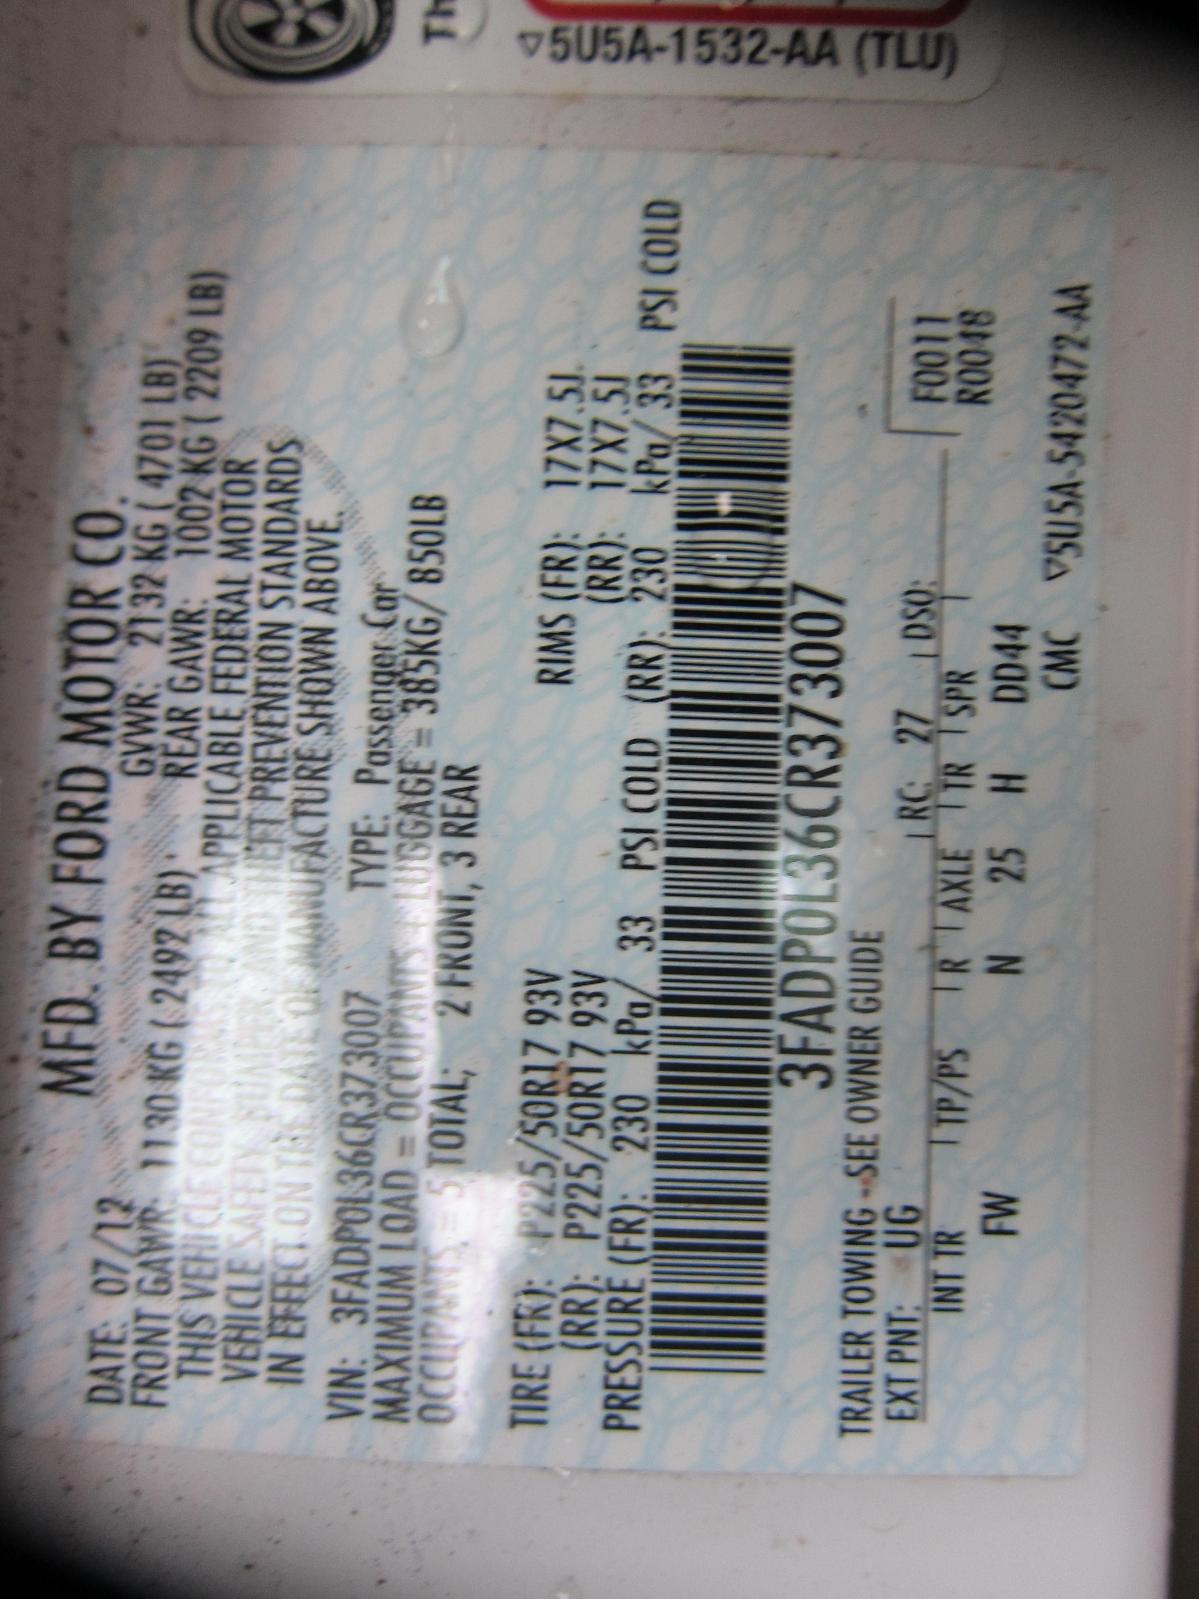 Th
▽5U5A-1532-AA (TLU)
MFD. BY FORD MOTOR CO.
DATE: 07/12 GVWR: 2132 KG ( 4701 LB)
FRONT GAWR: 1130 KG ( 2492 LB) REAR GAWR: 1002 KG ( 2209 LB)
THIS VEHICLE CONFORMS TO ALL APPLICABLE FEDERAL MOTOR
VEHICLE SAFETY, BUMPER, AND THEFT PREVENTION STANDARDS
IN EFFECT ON THE DATE OF MANUFACTURE SHOWN ABOVE.
VIN: 3FADP0L36CR373007 TYPE: Passenger Car
MAXIMUM LOAD = OCCUPANTS + LUGGAGE = 385KG/ 850LB
OCCUPANTS = 5 TOTAL, 2 FRONT, 3 REAR
TIRE (FR): P225/50R17 93V RIMS (FR): 17X7.5J
(RR): P225/50R17 93V (RR): 17X7.5J
PRESSURE (FR): 230 kPa/ 33 PSI COLD (RR): 230 kPa/ 33 PSI COLD
3FADP0L36CR373007
TRAILER TOWING - SEE OWNER GUIDE
EXT PNT: UG RC: 27 DSO: F0011
INT TR TP/PS R AXLE TR SPR R0048
FW N 25 H DD44
CMC ▽5U5A-5420472-AA